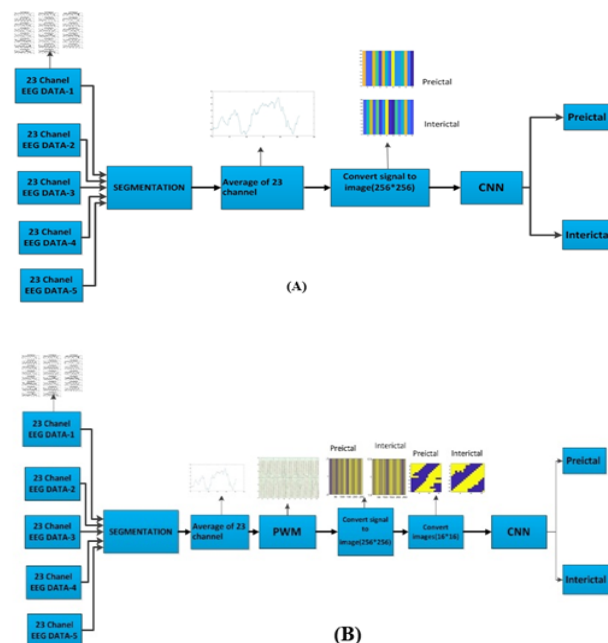 23 Chanel
EEG DATA-1
23 Chanel
EEG DATA-2
23 Chanel
EEG DATA-3
23 Chanel
EEG DATA-4
23 Chanel
EEG DATA-5
SEGMENTATION
Average of 23
channel
Preictal
Interictal
Convert signal to
image(256*256)
CNN
Preictal
Interictal
(A)
23 Chanel
EEG DATA-1
23 Chanel
EEG DATA-2
23 Chanel
EEG DATA-3
23 Chanel
EEG DATA-4
23 Chanel
EEG DATA-5
SEGMENTATION
Average of 23
channel
PWM
Preictal
Interictal
Convert signal
to
image(256*256)
Preictal
Interictal
Convert
images(16*16)
CNN
Preictal
Interictal
(B)